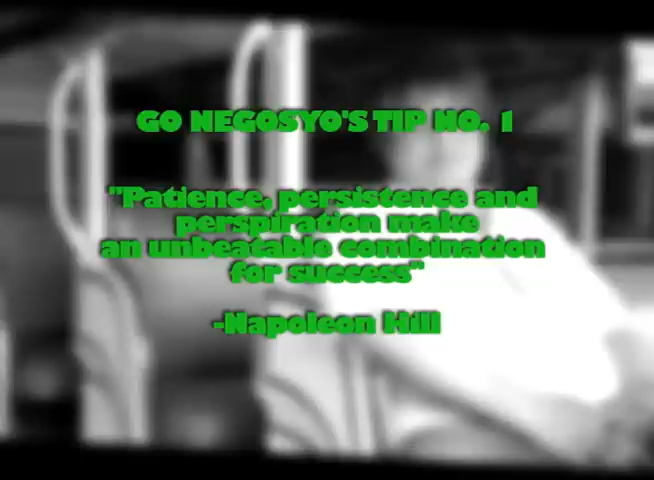 GO NEGOSYO'S TIP NO. 1
"Patience, persistence and
perspiration make
an unbeatable combination
for success"
-Napoleon Hill